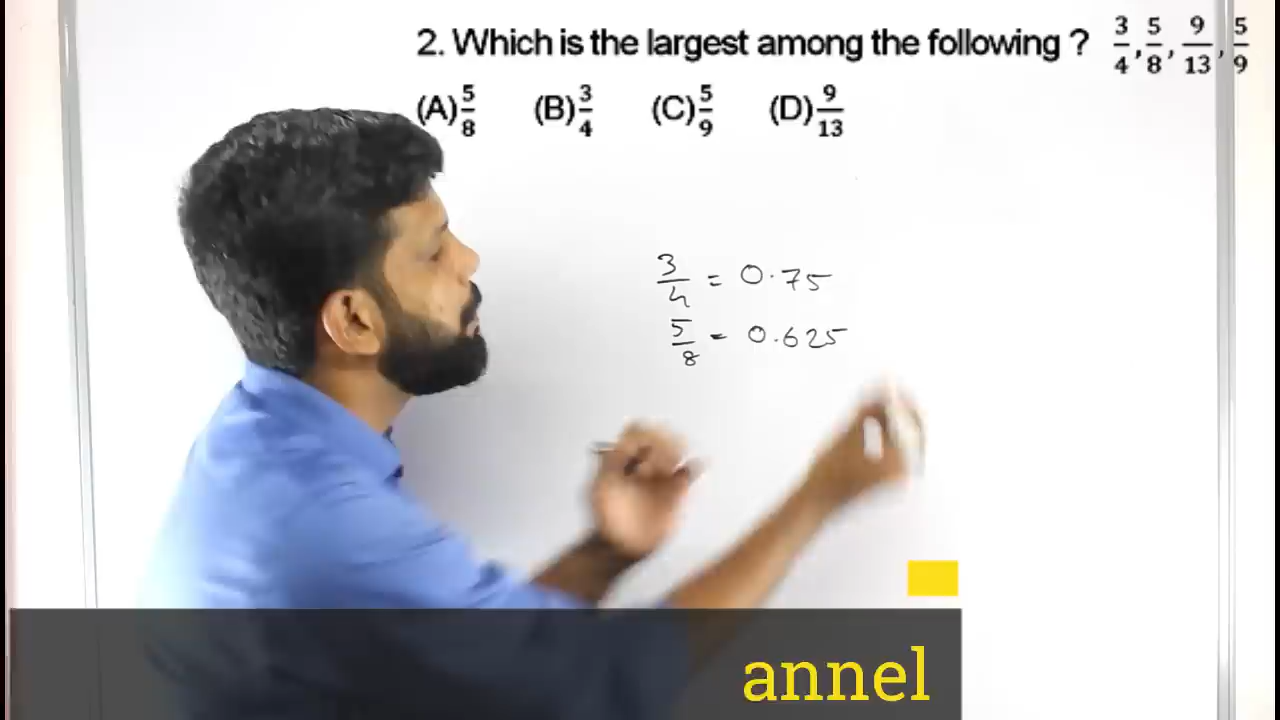 2. Which is the largest among the following ? 3/4, 5/8, 9/13, 5/9
(A) 5/8 (B) 3/4 (C) 5/9 (D) 9/13
3/4 = 0.75
5/8 = 0.625
annel